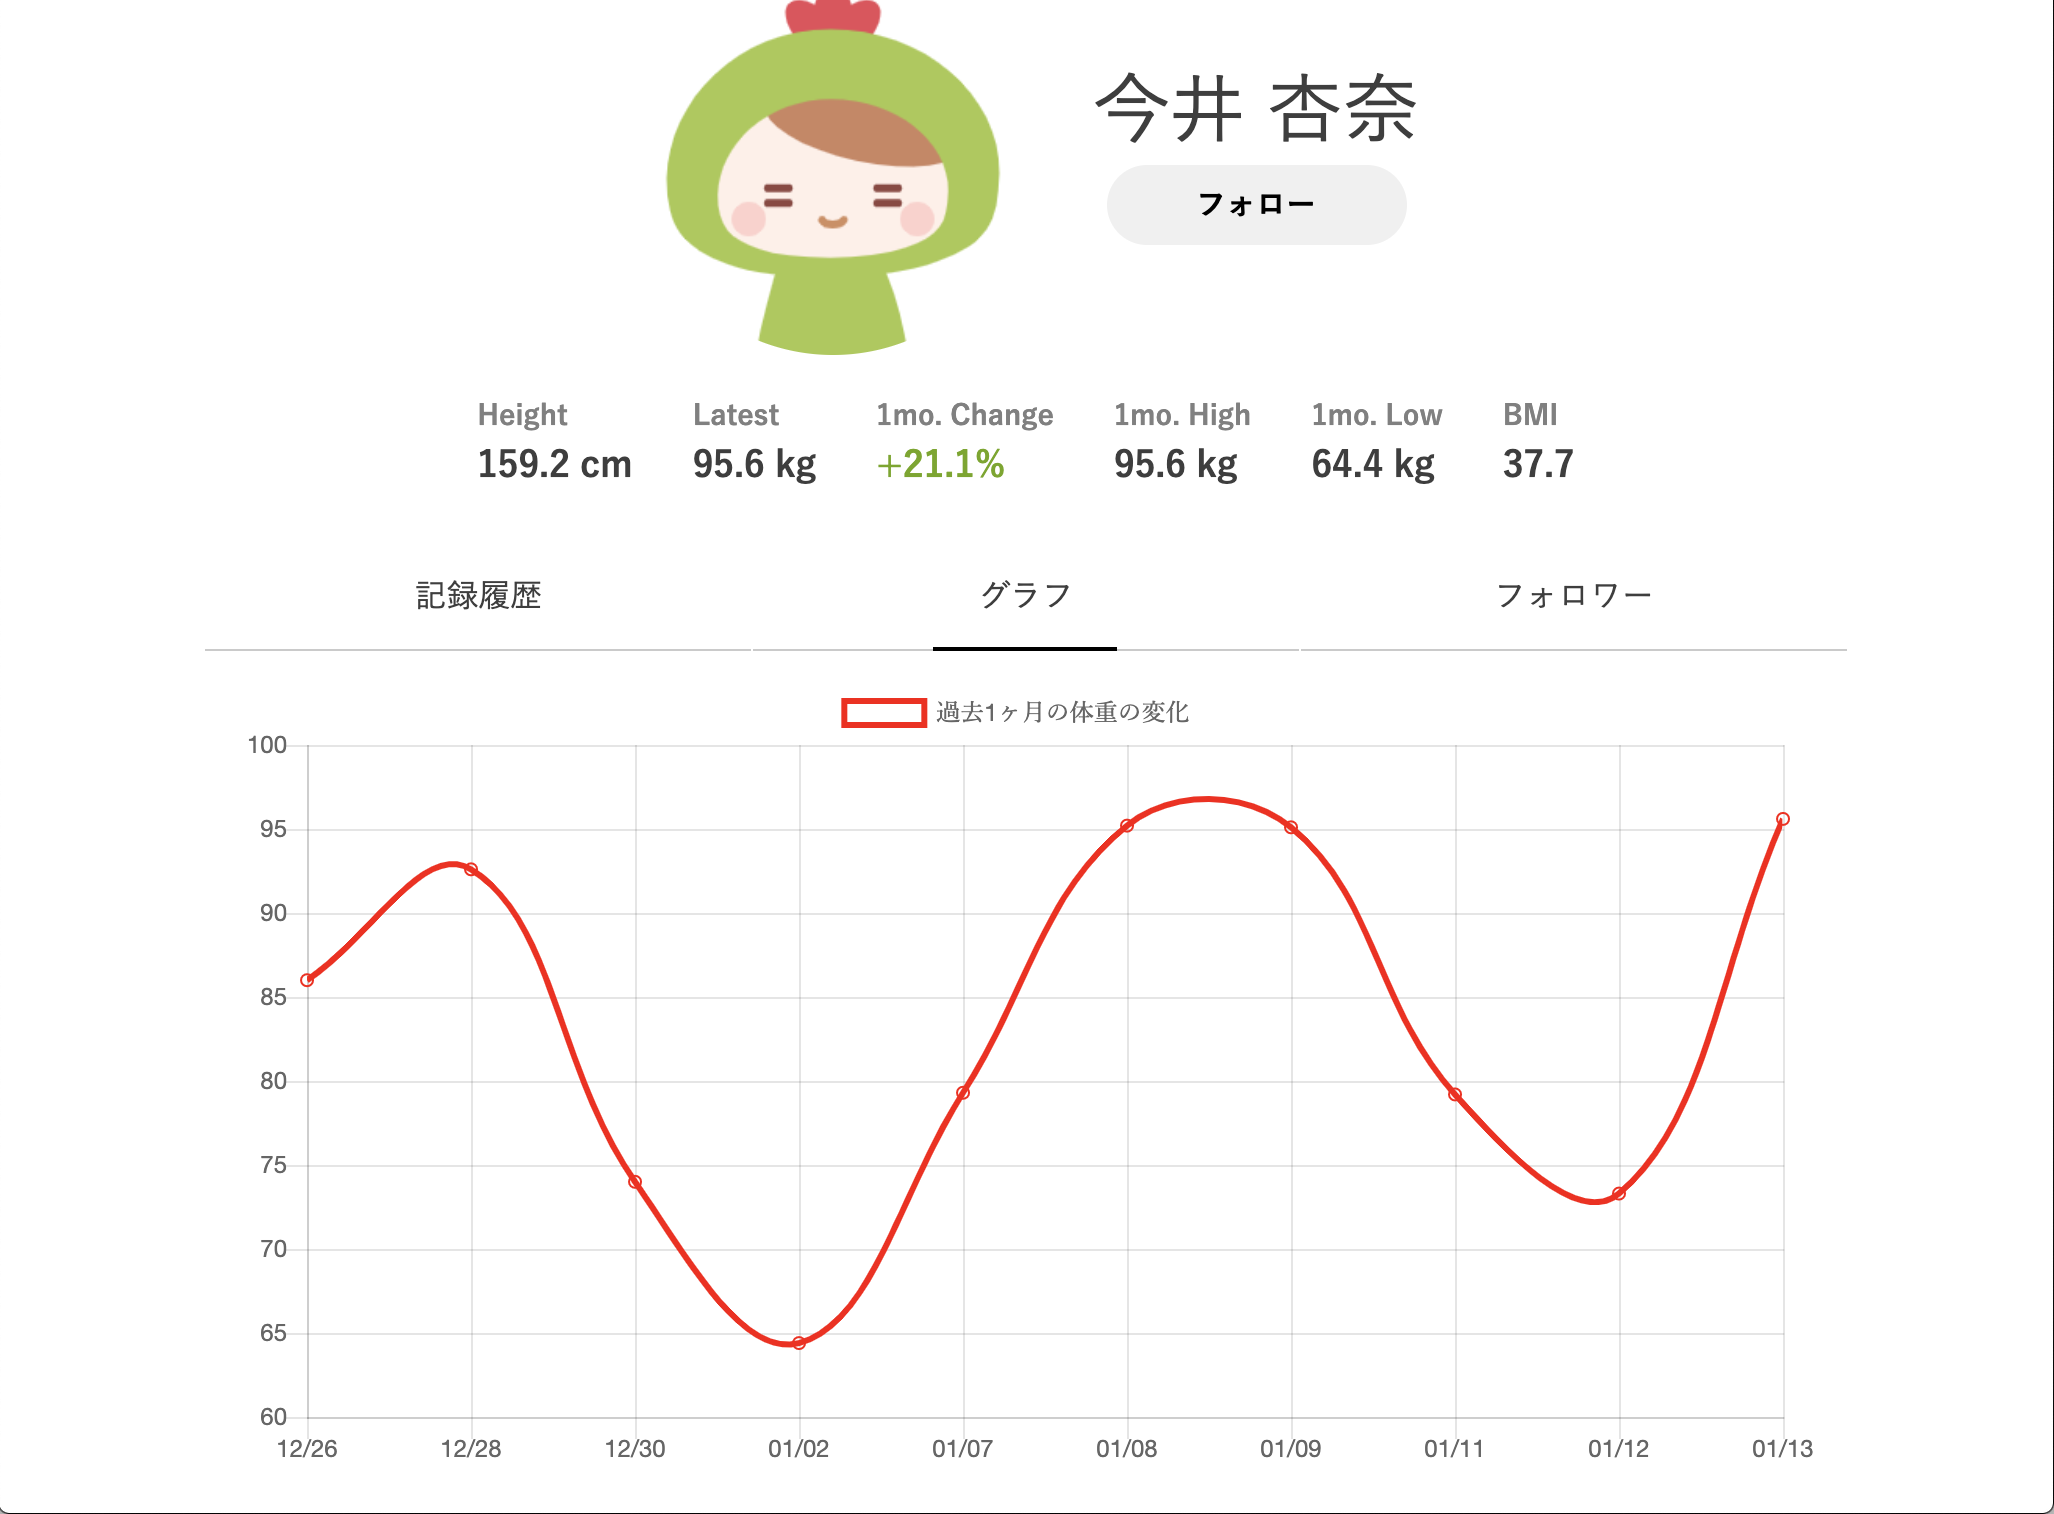 今井 杏奈
フォロー
Height Latest 1mo. Change 1mo. High 1mo. Low BMI
159.2 cm 95.6 kg +21.1% 95.6 kg 64.4 kg 37.7
記録履歴 グラフ フォロワー
過去1ヶ月の体重の変化
100
95
90
85
80
75
70
65
60
12/26 12/28 12/30 01/02 01/07 01/08 01/09 01/11 01/12 01/13